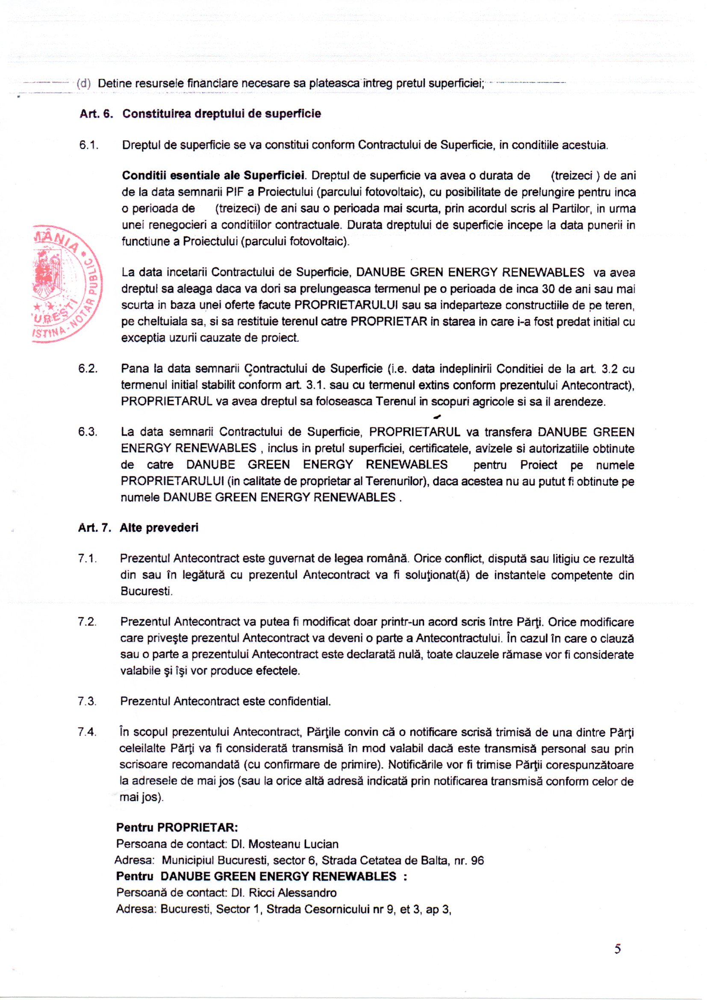 (d) Detine resursele financiare necesare sa plateasca intreg pretul superficiei;
Art. 6. Constituirea dreptului de superficie
6.1. Dreptul de superficie se va constitui conform Contractului de Superficie, in conditiile acestuia.
Conditii esentiale ale Superficiei. Dreptul de superficie va avea o durata de (treizeci ) de ani
de la data semnarii PIF a Proiectului (parcului fotovoltaic), cu posibilitate de prelungire pentru inca
o perioada de (treizeci) de ani sau o perioada mai scurta, prin acordul scris al Partilor, in urma
unei renegocieri a conditiilor contractuale. Durata dreptului de superficie incepe la data punerii in
functiune a Proiectului (parcului fotovoltaic).
MÂNIA • PUBLIC
URESTI
ISTINA - NOTAR
La data incetarii Contractului de Superficie, DANUBE GREN ENERGY RENEWABLES va avea
dreptul sa aleaga daca va dori sa prelungeasca termenul pe o perioada de inca 30 de ani sau mai
scurta in baza unei oferte facute PROPRIETARULUI sau sa indeparteze constructiile de pe teren,
pe cheltuiala sa, si sa restituie terenul catre PROPRIETAR in starea in care i-a fost predat initial cu
exceptia uzurii cauzate de proiect.
6.2. Pana la data semnarii Contractului de Superficie (i.e. data indeplinirii Conditiei de la art. 3.2 cu
termenul initial stabilit conform art. 3.1. sau cu termenul extins conform prezentului Antecontract),
PROPRIETARUL va avea dreptul sa foloseasca Terenul in scopuri agricole si sa il arendeze.
6.3. La data semnarii Contractului de Superficie, PROPRIETARUL va transfera DANUBE GREEN
ENERGY RENEWABLES , inclus in pretul superficiei, certificatele, avizele si autorizatiile obtinute
de catre DANUBE GREEN ENERGY RENEWABLES pentru Proiect pe numele
PROPRIETARULUI (in calitate de proprietar al Terenurilor), daca acestea nu au putut fi obtinute pe
numele DANUBE GREEN ENERGY RENEWABLES .
Art. 7. Alte prevederi
7.1. Prezentul Antecontract este guvernat de legea română. Orice conflict, dispută sau litigiu ce rezultă
din sau în legătură cu prezentul Antecontract va fi soluţionat(ă) de instantele competente din
Bucuresti.
7.2. Prezentul Antecontract va putea fi modificat doar printr-un acord scris între Părţi. Orice modificare
care priveşte prezentul Antecontract va deveni o parte a Antecontractului. În cazul în care o clauză
sau o parte a prezentului Antecontract este declarată nulă, toate clauzele rămase vor fi considerate
valabile şi îşi vor produce efectele.
7.3. Prezentul Antecontract este confidential.
7.4. În scopul prezentului Antecontract, Părţile convin că o notificare scrisă trimisă de una dintre Părţi
celeilalte Părţi va fi considerată transmisă în mod valabil dacă este transmisă personal sau prin
scrisoare recomandată (cu confirmare de primire). Notificările vor fi trimise Părţii corespunzătoare
la adresele de mai jos (sau la orice altă adresă indicată prin notificarea transmisă conform celor de
mai jos).
Pentru PROPRIETAR:
Persoana de contact: Dl. Mosteanu Lucian
Adresa: Municipiul Bucuresti, sector 6, Strada Cetatea de Balta, nr. 96
Pentru DANUBE GREEN ENERGY RENEWABLES :
Persoană de contact: Dl. Ricci Alessandro
Adresa: Bucuresti, Sector 1, Strada Cesornicului nr 9, et 3, ap 3,
5